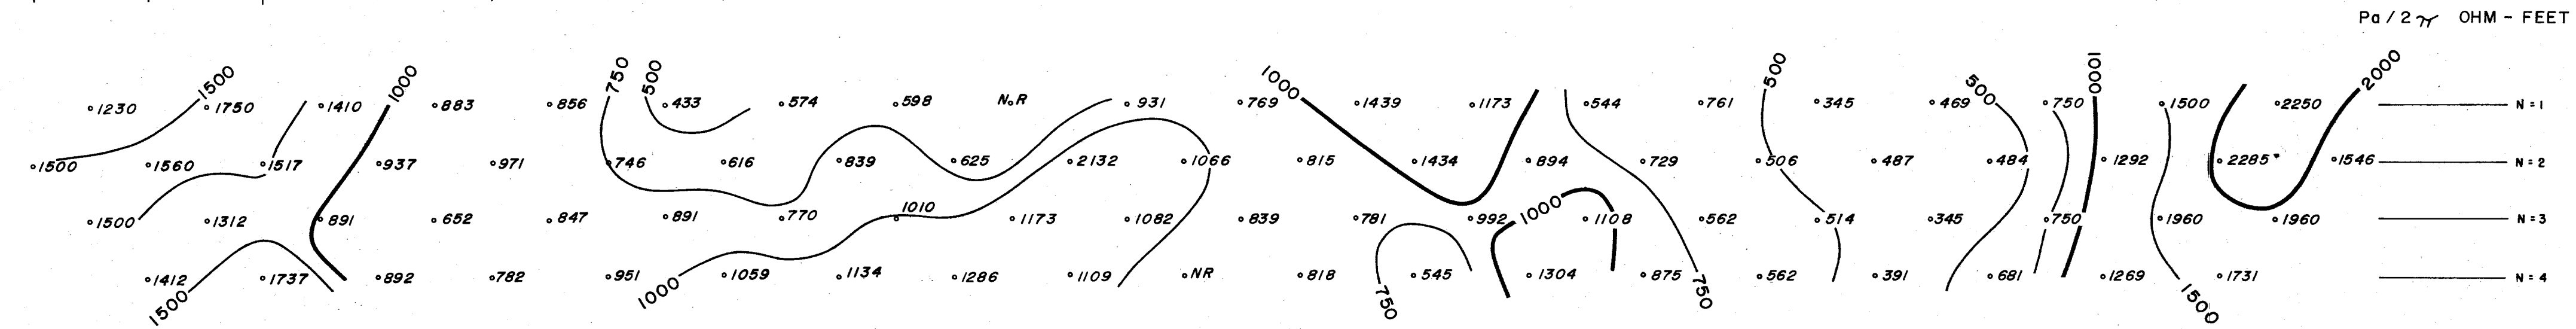 Pa / 2 π OHM - FEET
1500 1000 750 500 1000 500 500 1000 2000
1230 1750 1410 883 856 433 574 598 N.R 931 769 1439 1173 544 761 345 469 750 1500 2250 N = 1
1500 1560 1517 937 971 746 616 839 625 2132 1066 815 1434 894 729 506 487 484 1292 2285 1546 N = 2
1500 1312 891 652 847 891 770 1010 1173 1082 839 781 992 1000 1108 562 514 345 750 1960 1960 N = 3
1412 1737 892 782 951 1059 1134 1286 1109 NR 818 545 1304 875 562 391 681 1269 1731 N = 4
1500 1000 750 750 1500